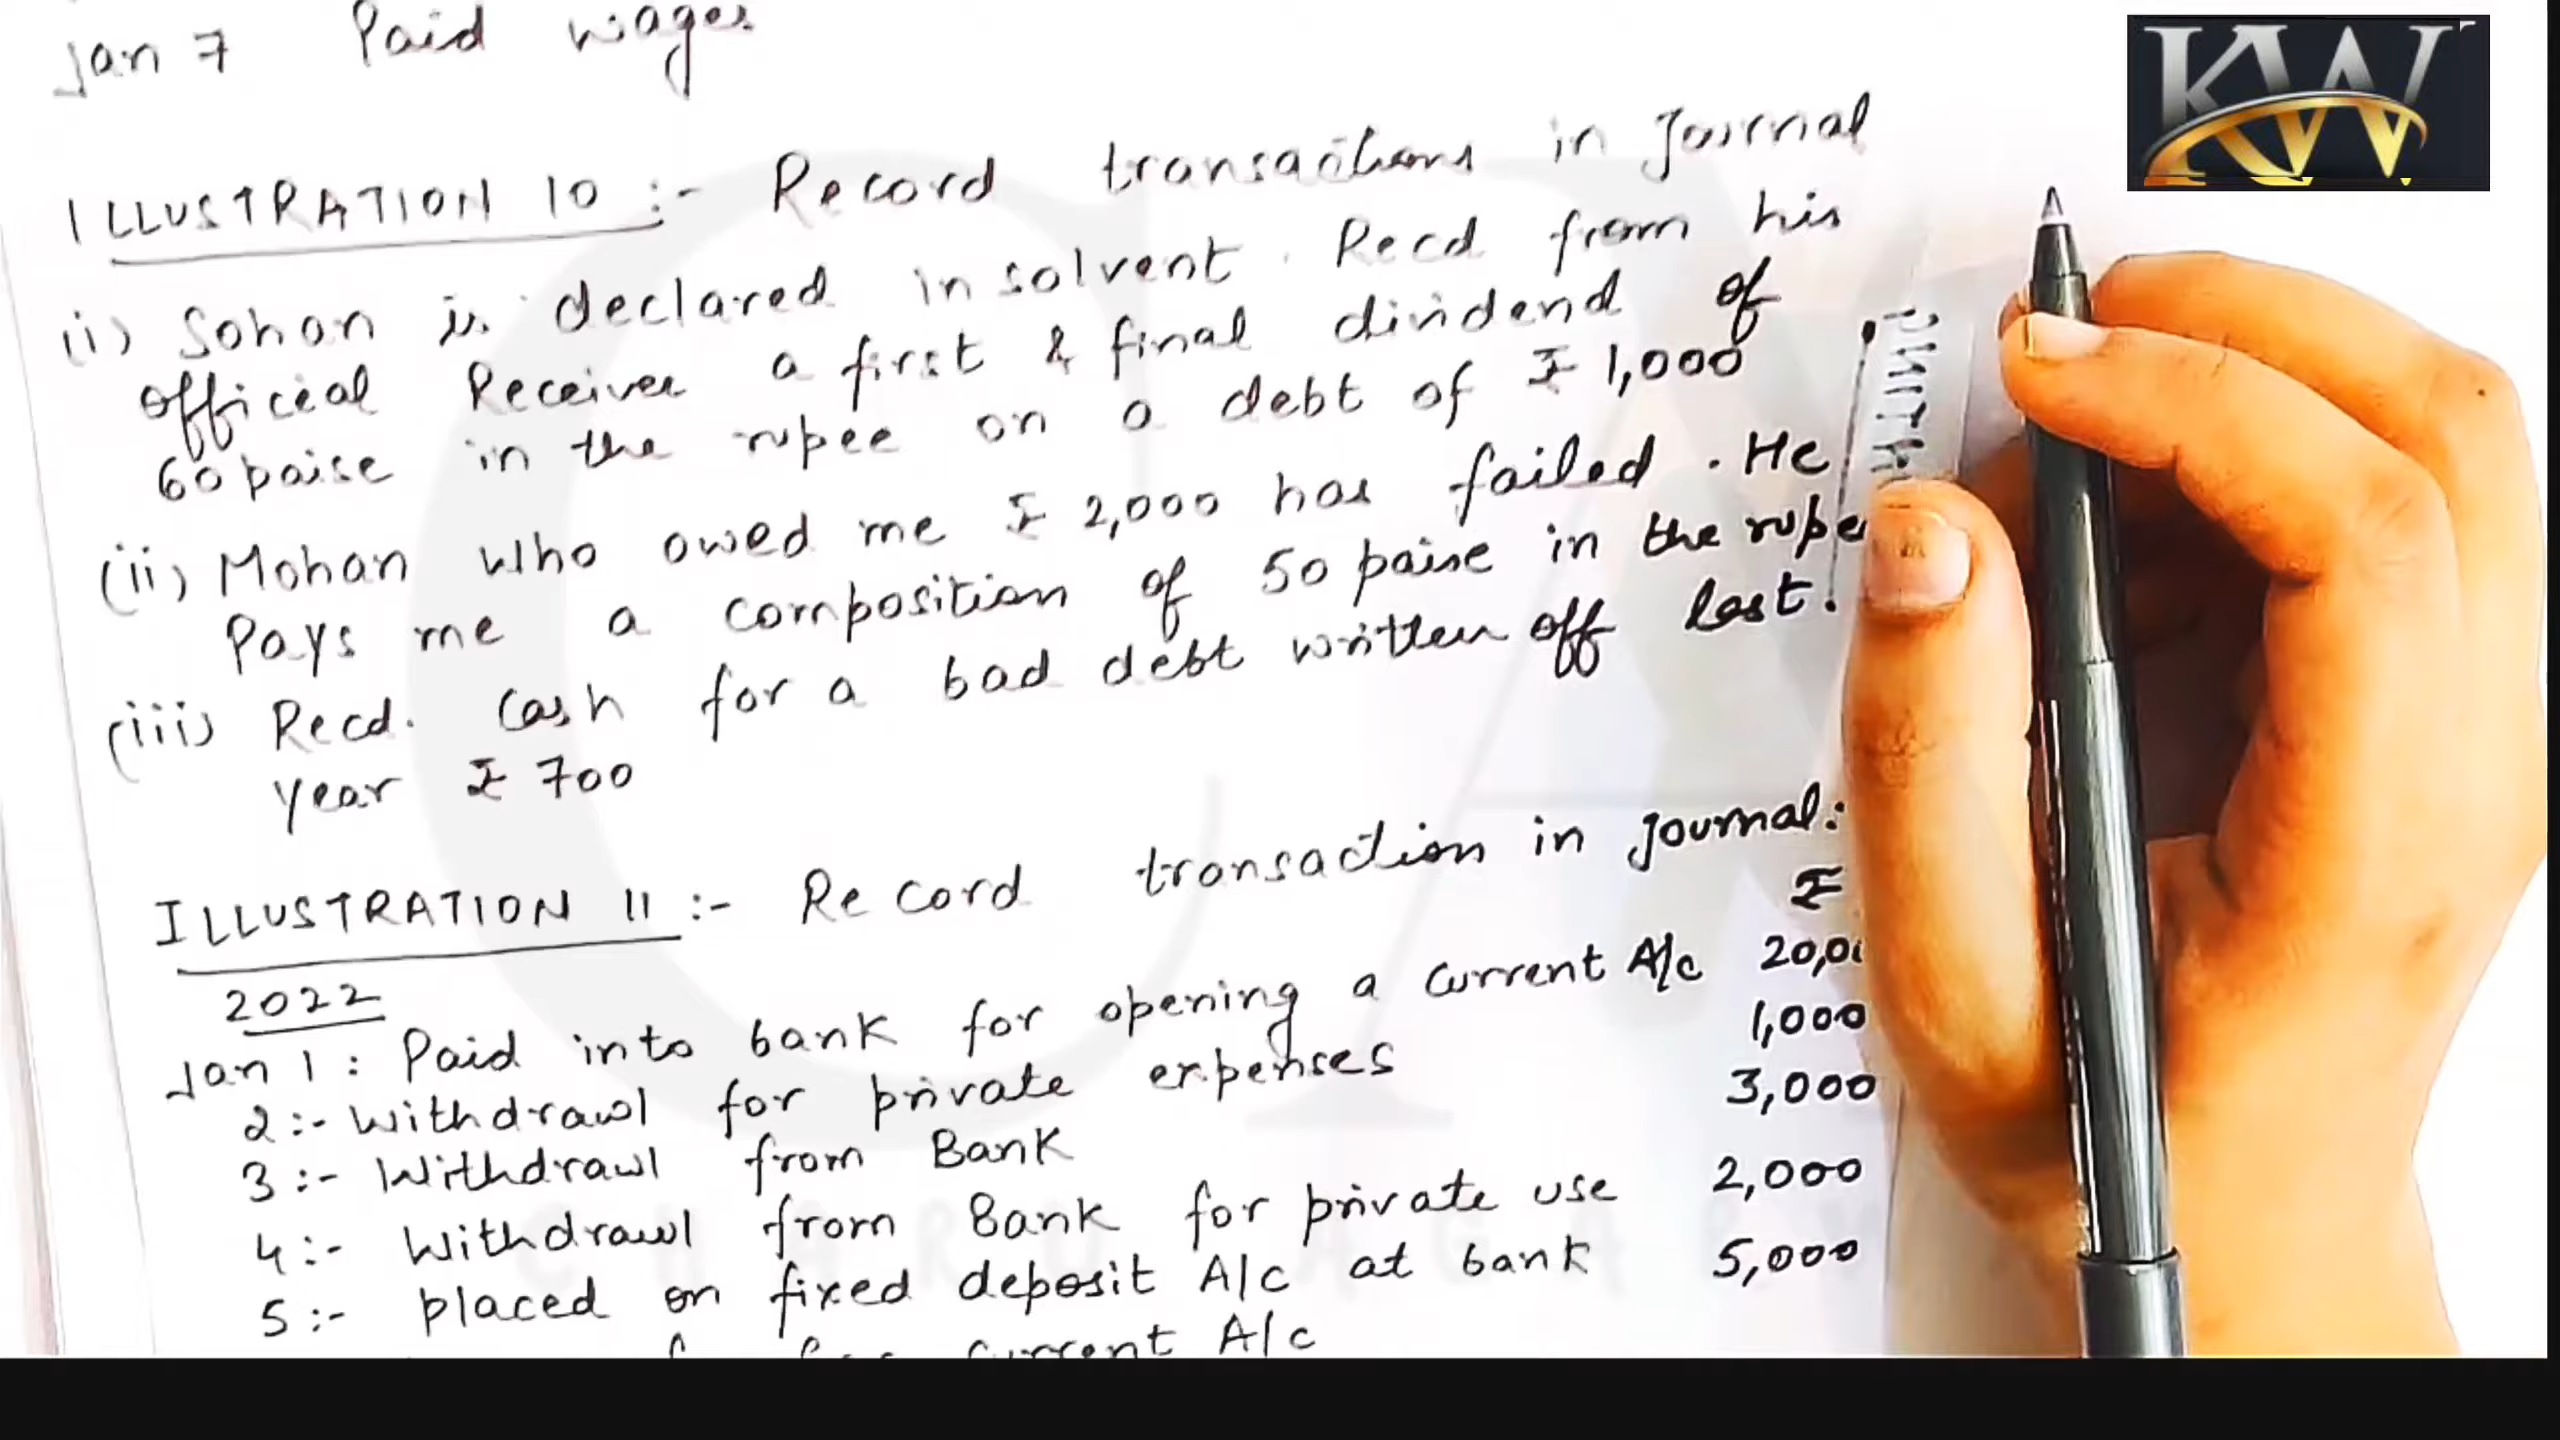 Jan 7 Paid wages
KW
ILLUSTRATION 10 :- Record transactions in Journal
(i) Sohan is declared insolvent. Recd from his
official Receiver a first & final dividend of
60 paise in the rupee on a debt of ₹ 1,000
(ii) Mohan who owed me ₹ 2,000 has failed. He
Pays me a composition of 50 paise in the rupe
(iii) Recd. Cash for a bad debt written off last
year ₹ 700
ILLUSTRATION 11 :- Record transaction in journal:
₹
2022
Jan 1: Paid into bank for opening a current A/c 20,0
2:- Withdrawl for private expenses 1,000
3:- Withdrawl from Bank 3,000
4:- Withdrawl from Bank for private use 2,000
5:- placed on fixed deposit A/c at bank 5,000
current A/c